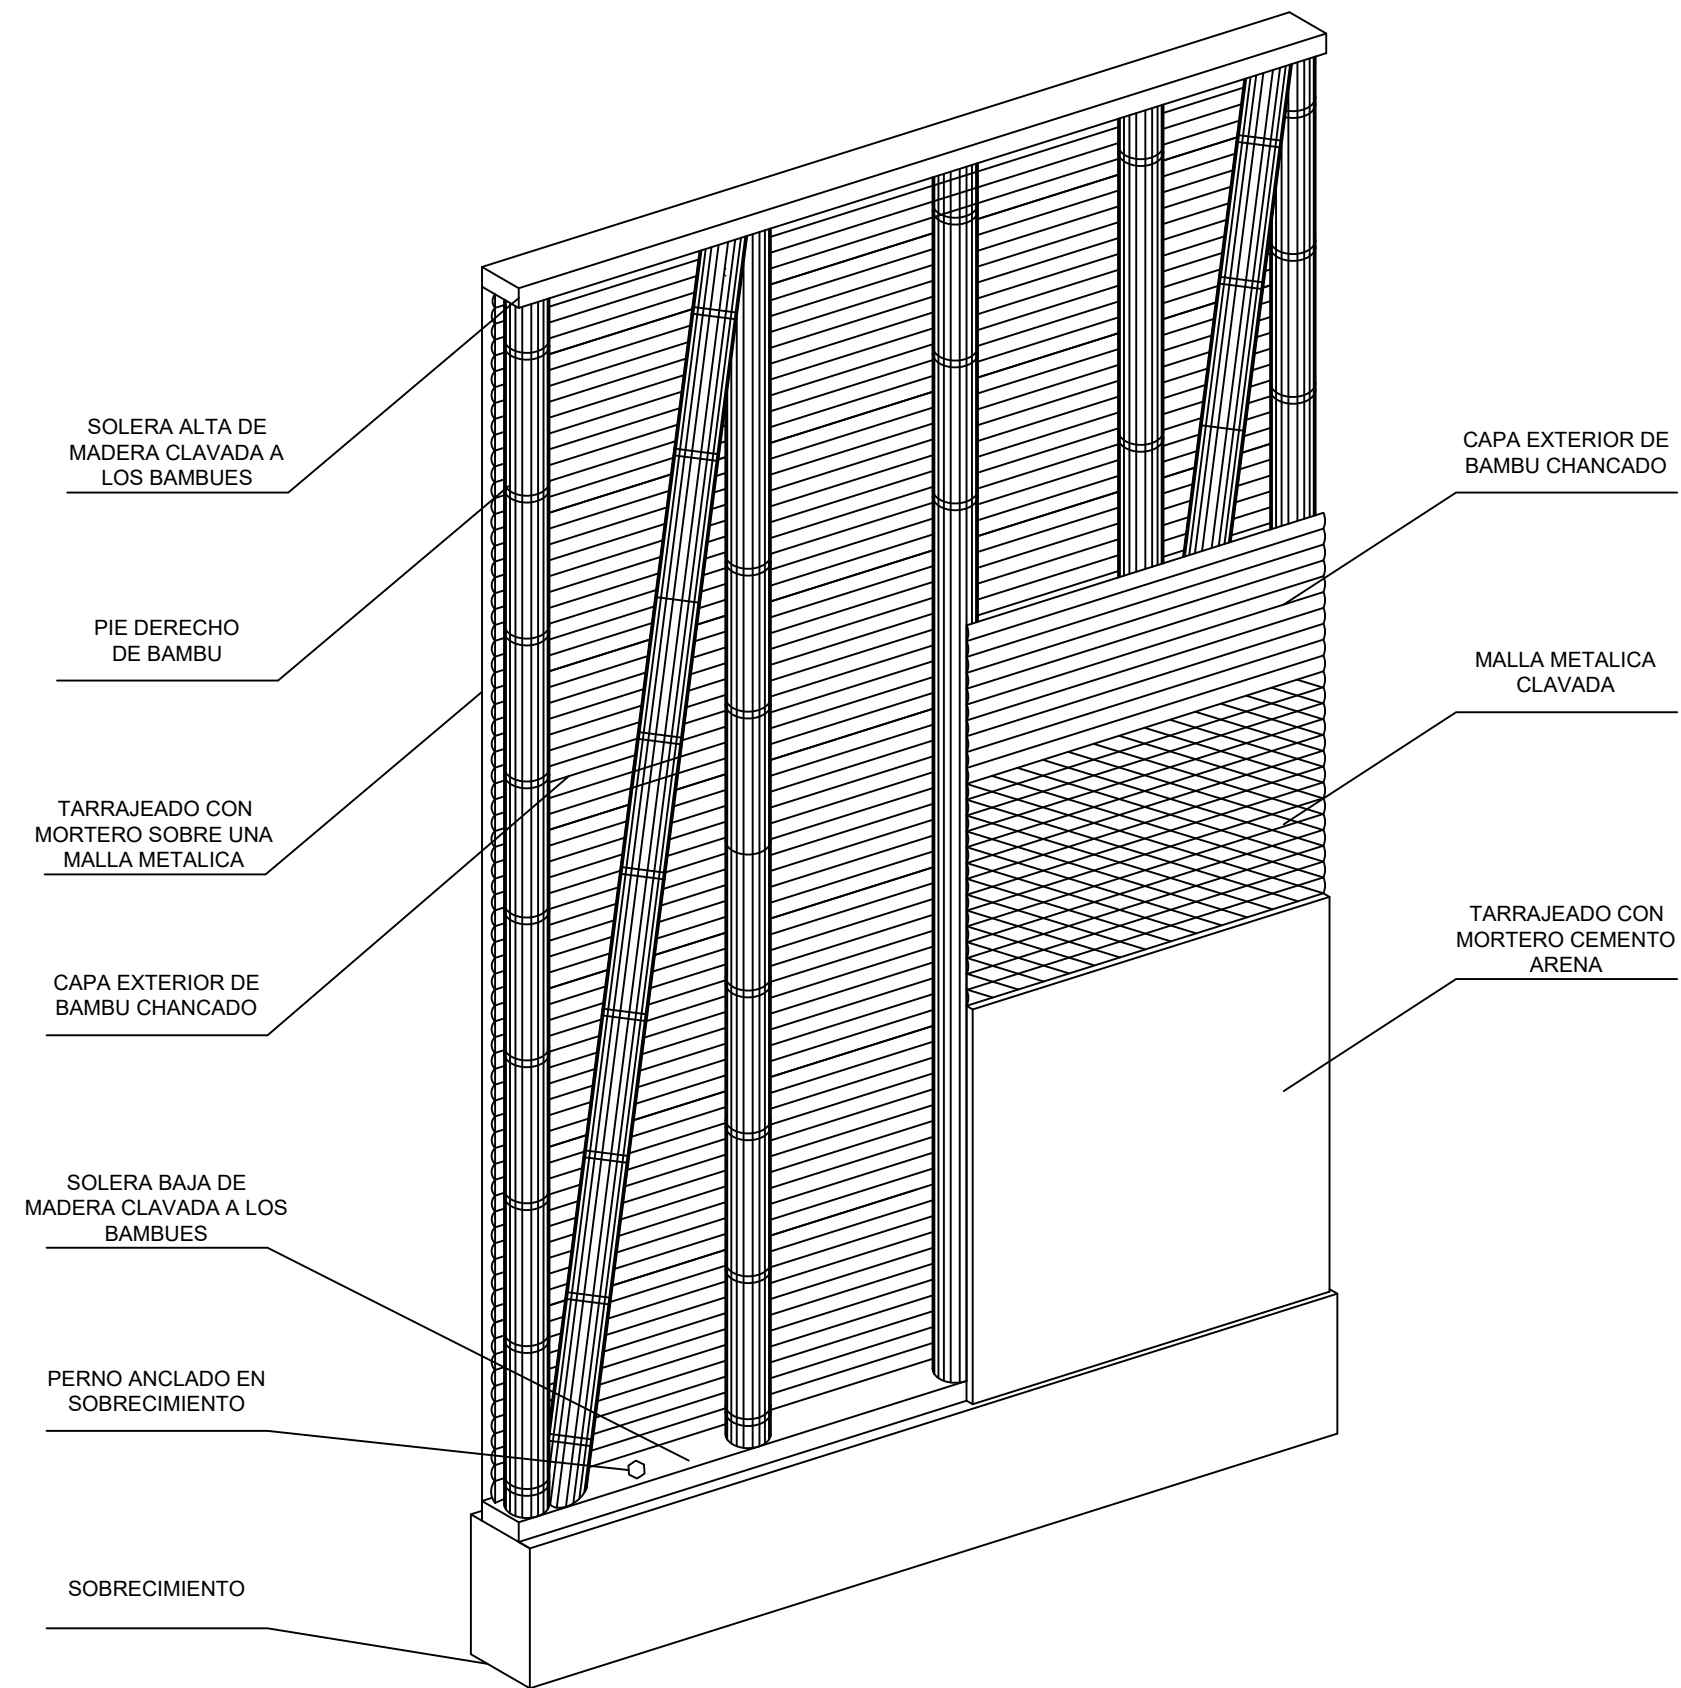 SOLERA ALTA DE
MADERA CLAVADA A
LOS BAMBUES
PIE DERECHO
DE BAMBU
TARRAJEADO CON
MORTERO SOBRE UNA
MALLA METALICA
CAPA EXTERIOR DE
BAMBU CHANCADO
SOLERA BAJA DE
MADERA CLAVADA A LOS
BAMBUES
PERNO ANCLADO EN
SOBRECIMIENTO
SOBRECIMIENTO
CAPA EXTERIOR DE
BAMBU CHANCADO
MALLA METALICA
CLAVADA
TARRAJEADO CON
MORTERO CEMENTO
ARENA